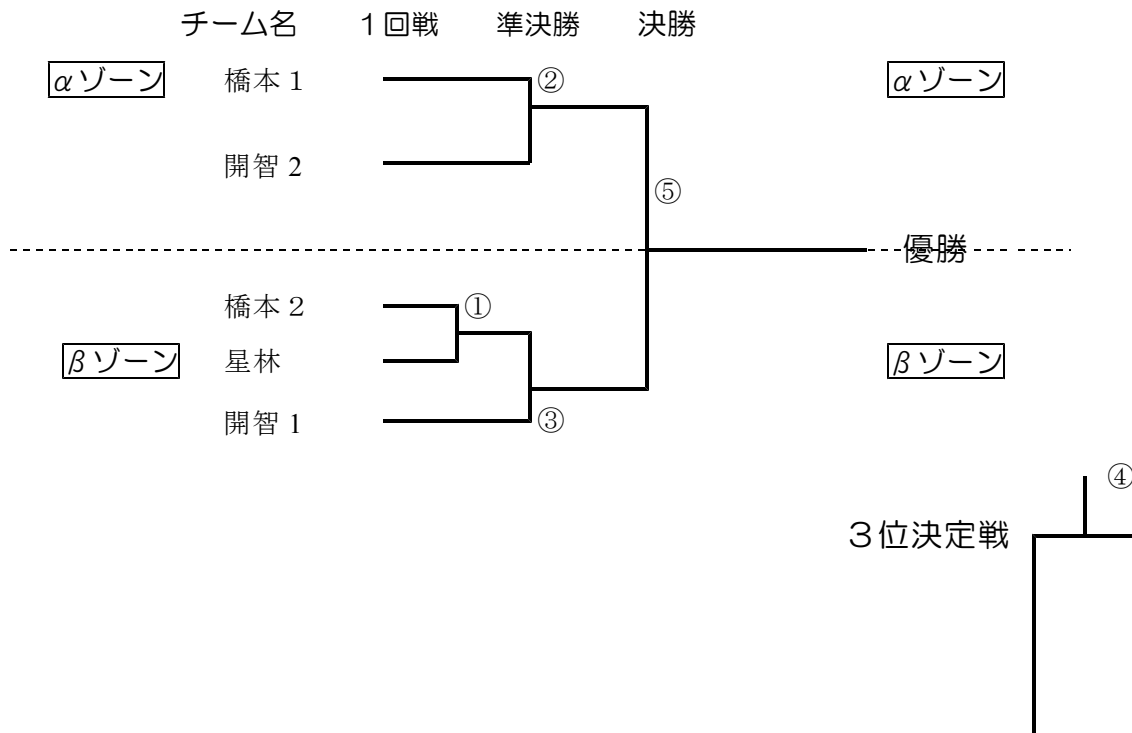 チーム名 １回戦 準決勝 決勝
αゾーン 橋本１ ② αゾーン
開智２
⑤
優勝
橋本２ ①
βゾーン 星林 βゾーン
開智１ ③
④
３位決定戦